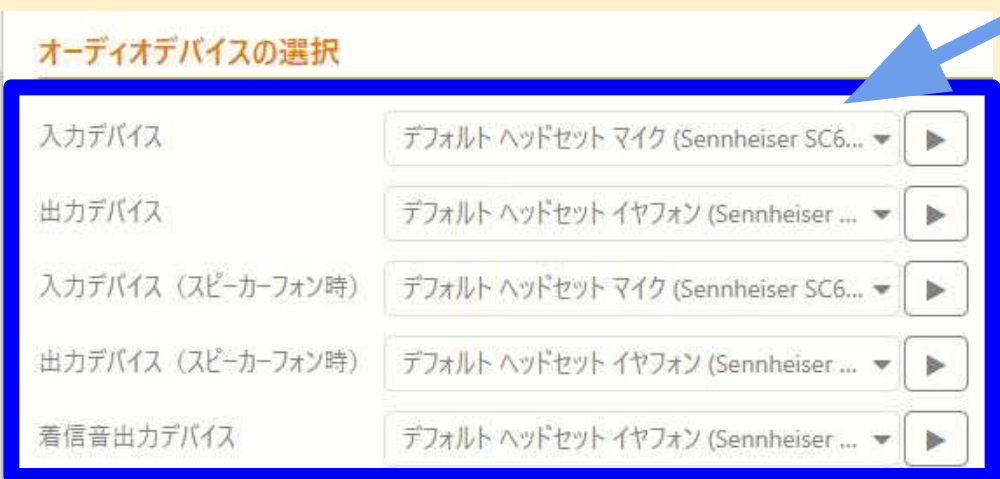 オーディオデバイスの選択
入力デバイス デフォルト ヘッドセット マイク (Sennheiser SC6...
出力デバイス デフォルト ヘッドセット イヤフォン (Sennheiser ...
入力デバイス（スピーカーフォン時） デフォルト ヘッドセット マイク (Sennheiser SC6...
出力デバイス（スピーカーフォン時） デフォルト ヘッドセット イヤフォン (Sennheiser ...
着信音出力デバイス デフォルト ヘッドセット イヤフォン (Sennheiser ...